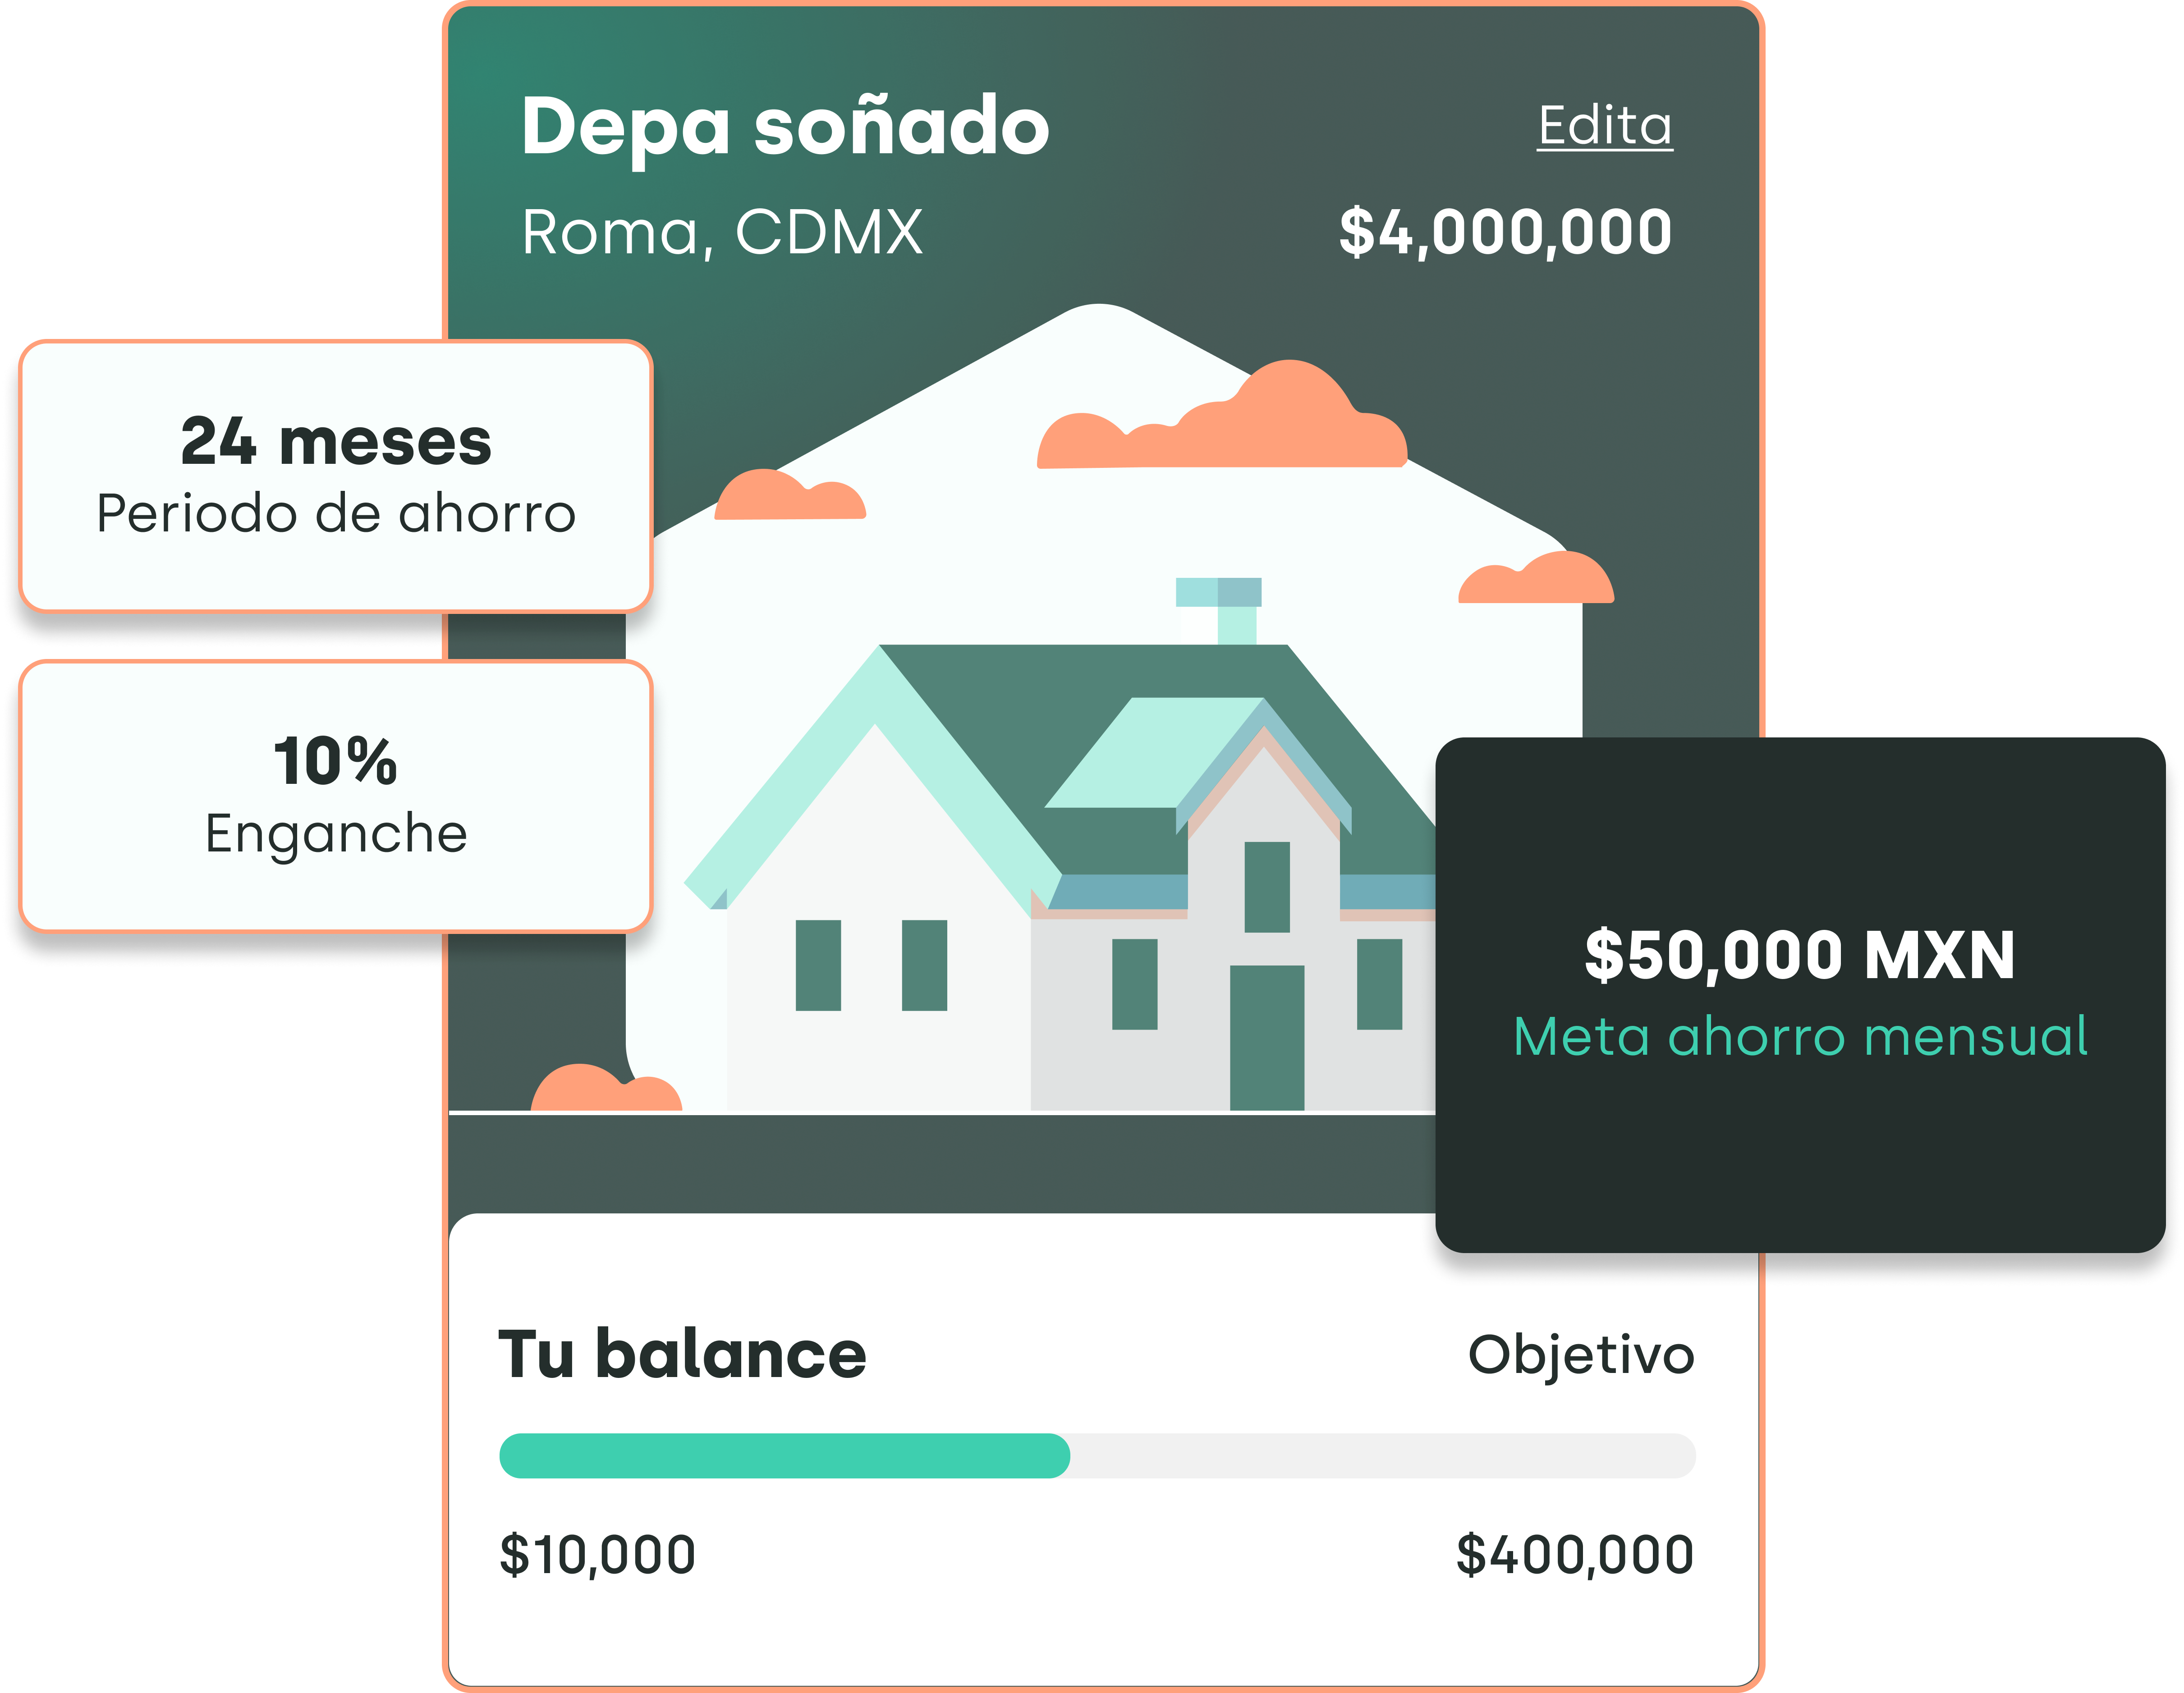 Depa soñado
Edita
Roma, CDMX
$4,000,000
24 meses
Periodo de ahorro
10%
Enganche
$50,000 MXN
Meta ahorro mensual
Tu balance
Objetivo
$10,000
$400,000